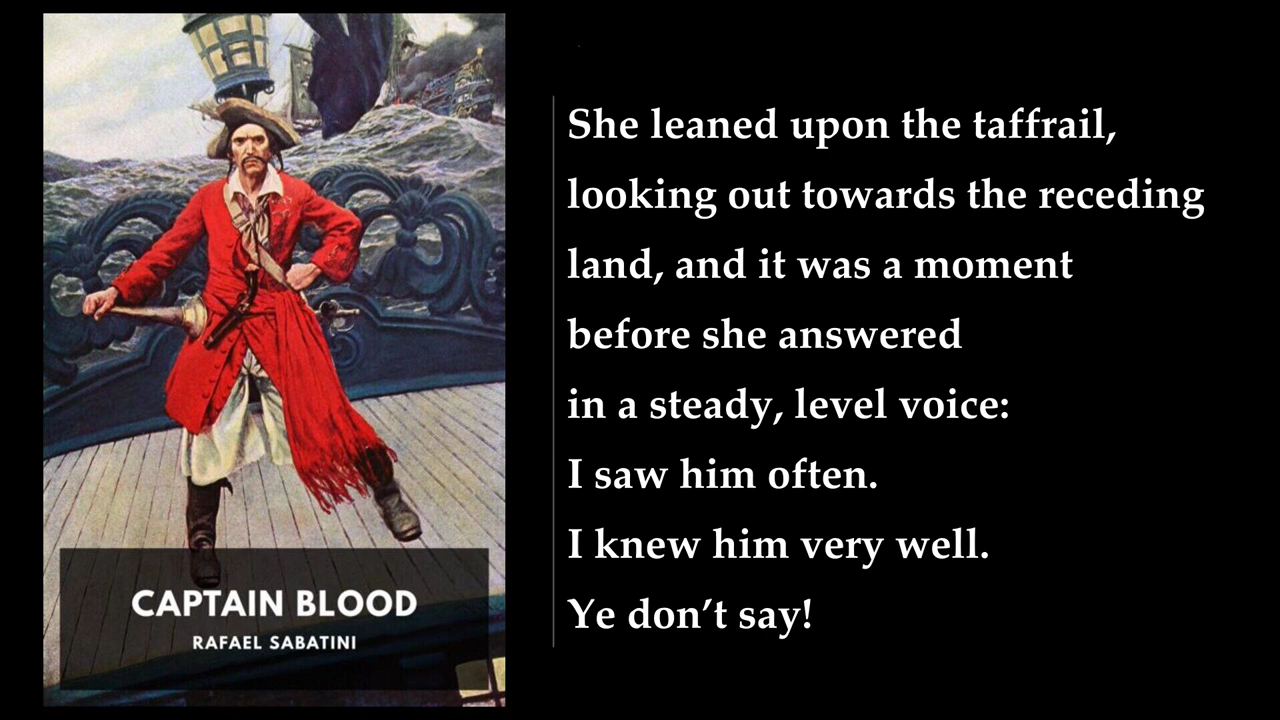 CAPTAIN BLOOD
RAFAEL SABATINI
She leaned upon the taffrail,
looking out towards the receding
land, and it was a moment
before she answered
in a steady, level voice:
I saw him often.
I knew him very well.
Ye don’t say!